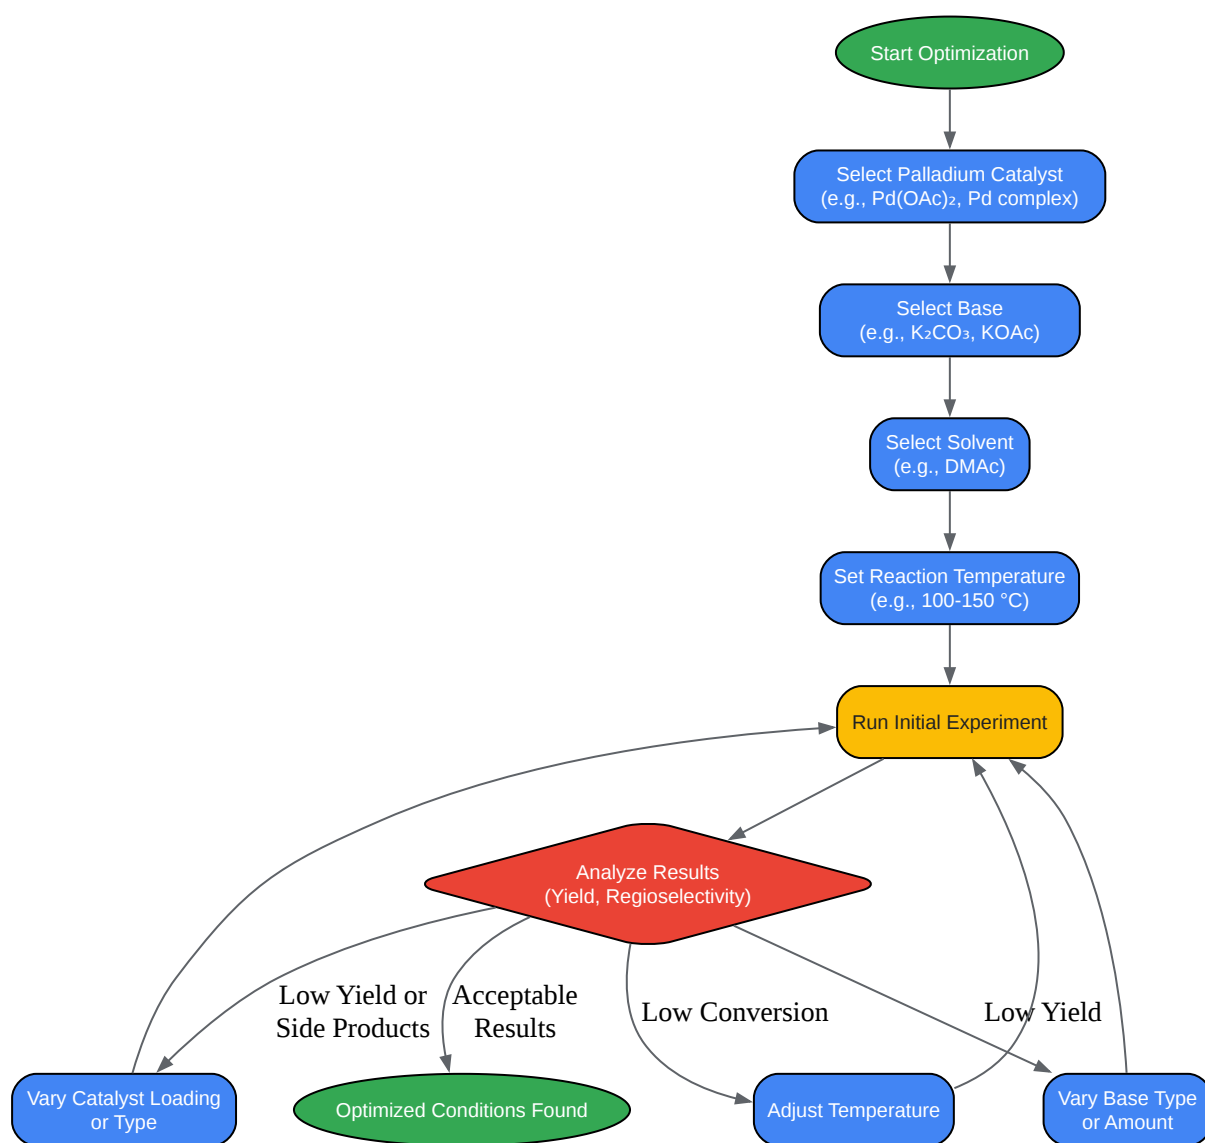 Start Optimization
Select Palladium Catalyst
(e.g., Pd(OAc)₂, Pd complex)
Select Base
(e.g., K₂CO₃, KOAc)
Select Solvent
(e.g., DMAc)
Set Reaction Temperature
(e.g., 100-150 °C)
Run Initial Experiment
Analyze Results
(Yield, Regioselectivity)
Low Yield or
Side Products
Acceptable
Results
Low Conversion
Low Yield
Vary Catalyst Loading
or Type
Optimized Conditions Found
Adjust Temperature
Vary Base Type
or Amount